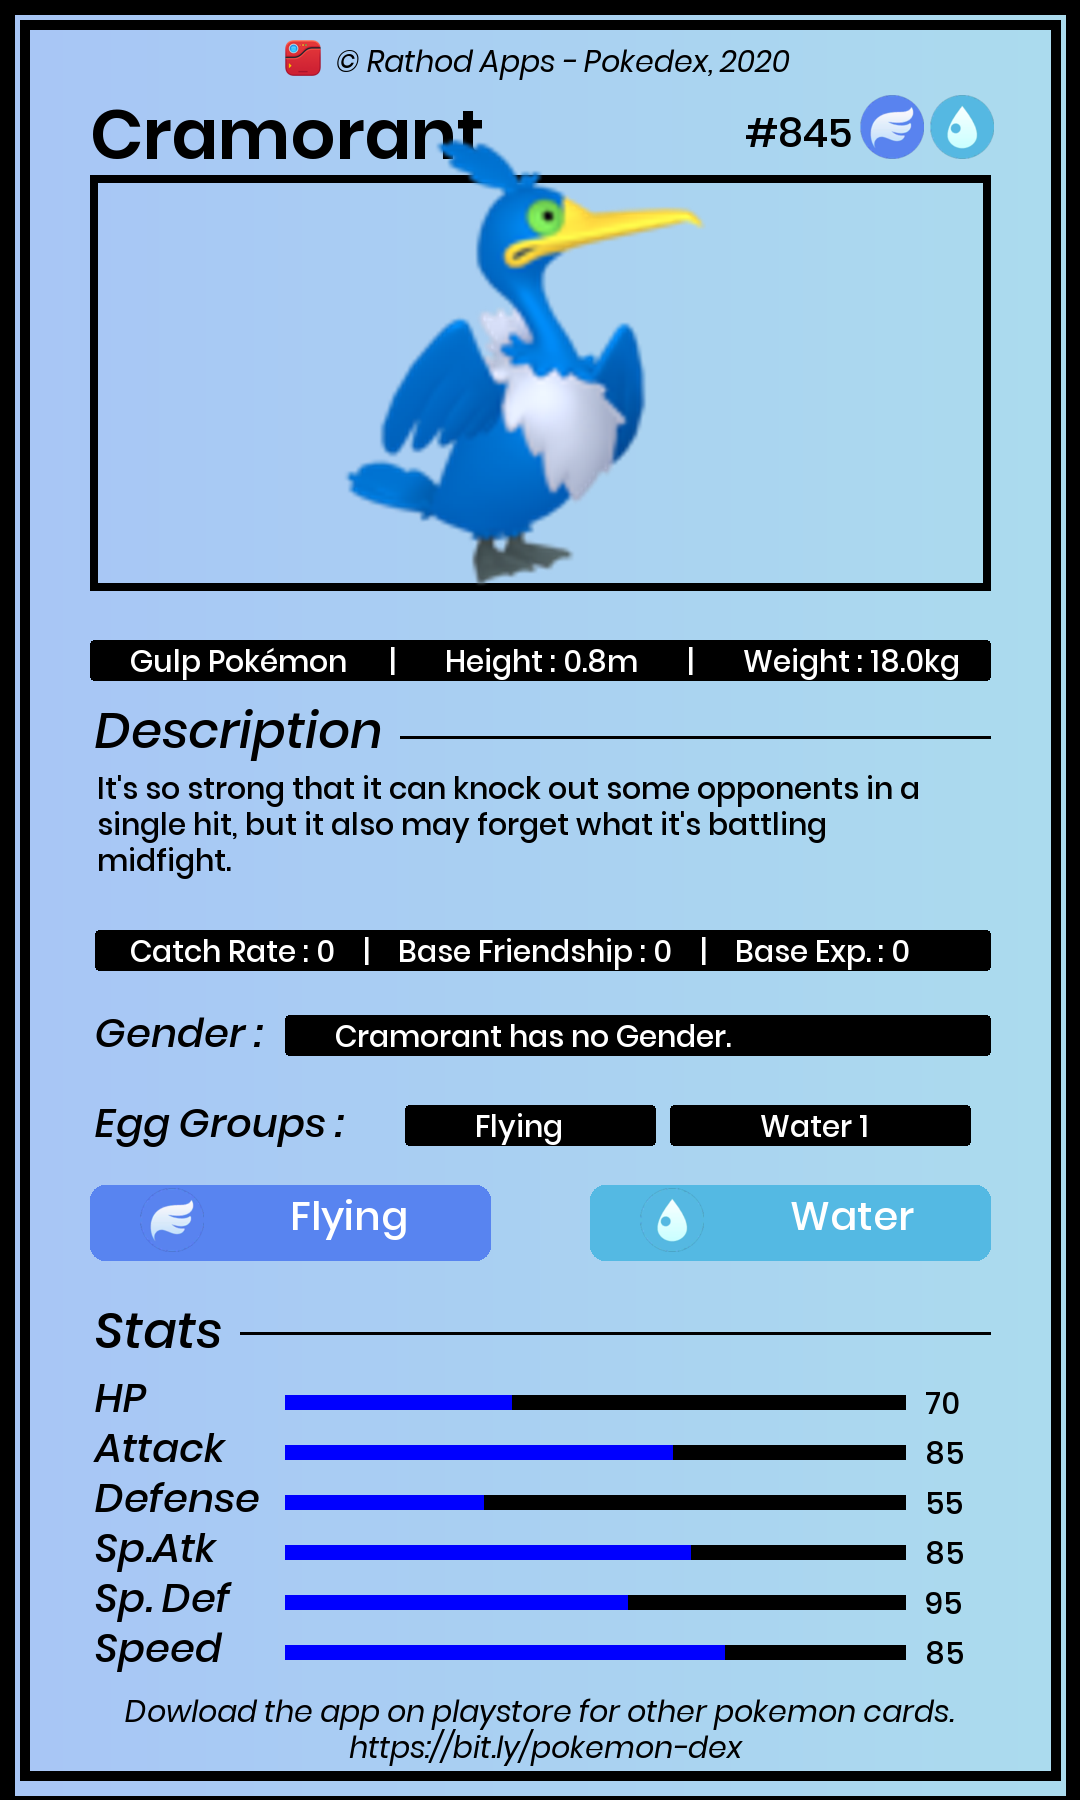 © Rathod Apps - Pokedex, 2020
Cramorant #845
Gulp Pokémon | Height : 0.8m | Weight : 18.0kg
Description
It's so strong that it can knock out some opponents in a
single hit, but it also may forget what it's battling
midfight.
Catch Rate : 0 | Base Friendship : 0 | Base Exp. : 0
Gender : Cramorant has no Gender.
Egg Groups : Flying Water 1
Flying Water
Stats
HP 70
Attack 85
Defense 55
Sp.Atk 85
Sp. Def 95
Speed 85
Dowload the app on playstore for other pokemon cards.
https://bit.ly/pokemon-dex